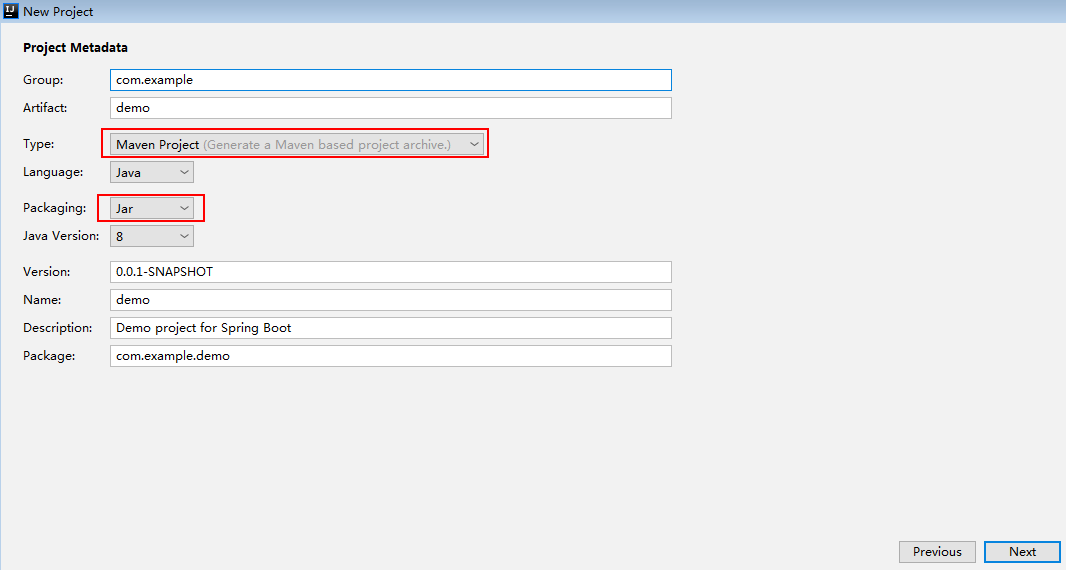 IJ New Project
Project Metadata
Group: com.example
Artifact: demo
Type: Maven Project (Generate a Maven based project archive.)
Language: Java
Packaging: Jar
Java Version: 8
Version: 0.0.1-SNAPSHOT
Name: demo
Description: Demo project for Spring Boot
Package: com.example.demo
Previous Next